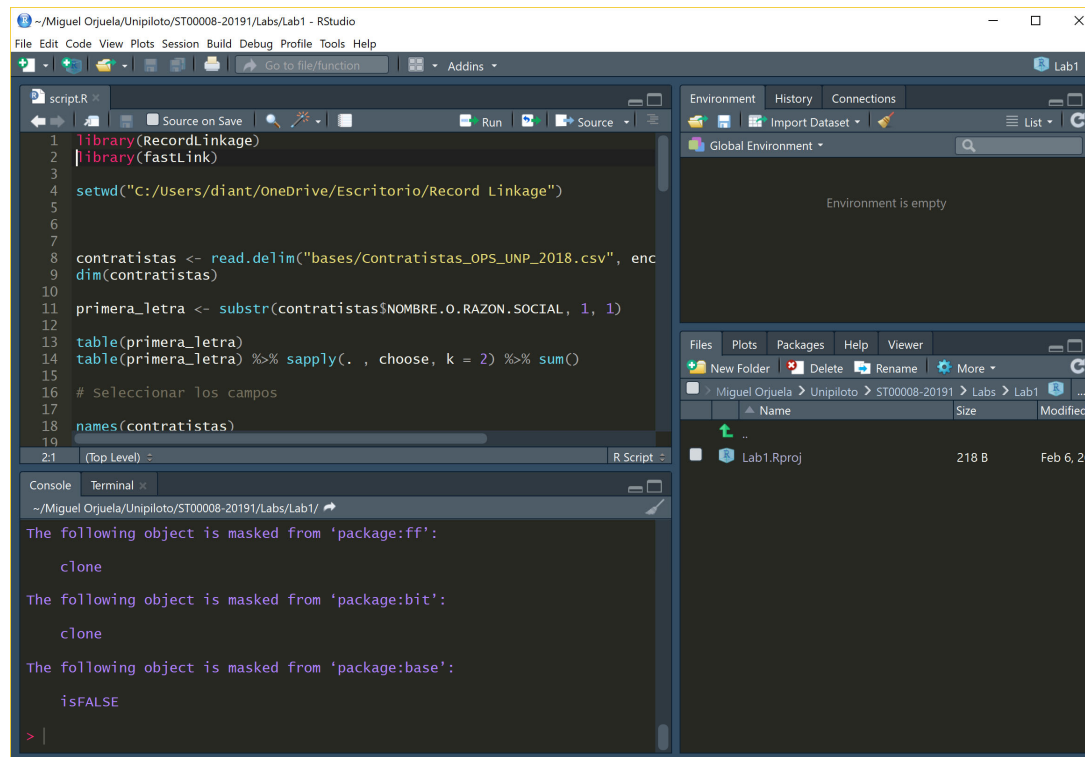 ~/Miguel Orjuela/Unipiloto/ST00008-20191/Labs/Lab1 - RStudio
File Edit Code View Plots Session Build Debug Profile Tools Help
Go to file/function Addins Lab1
script.R
Source on Save Run Source
1 library(RecordLinkage)
2 library(fastLink)
3
4 setwd("C:/Users/diant/OneDrive/Escritorio/Record Linkage")
5
6
7
8 contratistas <- read.delim("bases/Contratistas_OPS_UNP_2018.csv", enc
9 dim(contratistas)
10
11 primera_letra <- substr(contratistas$NOMBRE.O.RAZON.SOCIAL, 1, 1)
12
13 table(primera_letra)
14 table(primera_letra) %>% sapply(. , choose, k = 2) %>% sum()
15
16 # Seleccionar los campos
17
18 names(contratistas)
19
2:1 (Top Level) R Script
Console Terminal
~/Miguel Orjuela/Unipiloto/ST00008-20191/Labs/Lab1/
The following object is masked from ‘package:ff’:
clone
The following object is masked from ‘package:bit’:
clone
The following object is masked from ‘package:base’:
isFALSE
>
Environment History Connections
Import Dataset List
Global Environment
Environment is empty
Files Plots Packages Help Viewer
New Folder Delete Rename More
Miguel Orjuela Unipiloto ST00008-20191 Labs Lab1 ...
Name Size Modified
..
Lab1.Rproj 218 B Feb 6, 2